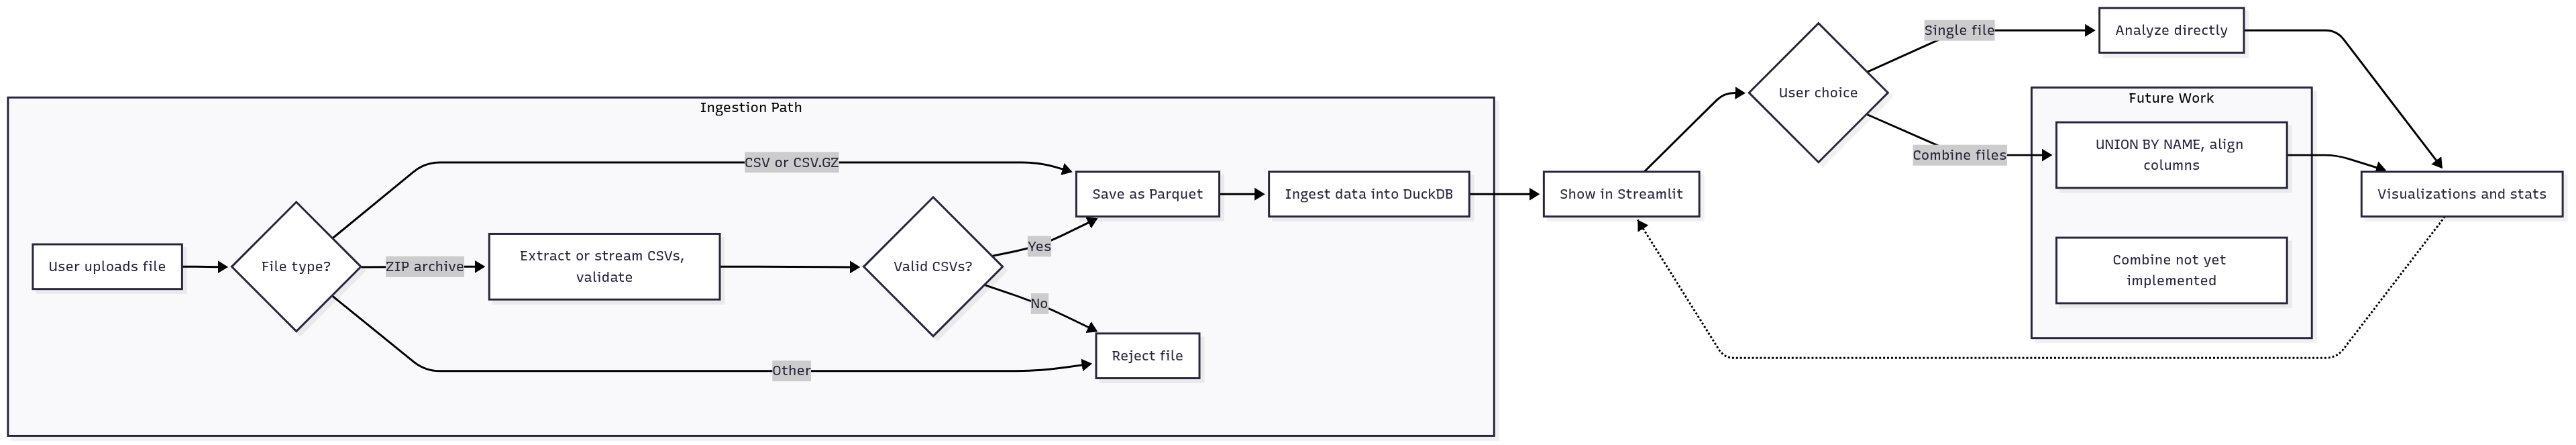 Ingestion Path
User uploads file
File type?
CSV or CSV.GZ
ZIP archive
Other
Extract or stream CSVs,
validate
Valid CSVs?
Yes
No
Save as Parquet
Reject file
Ingest data into DuckDB
Show in Streamlit
User choice
Single file
Combine files
Analyze directly
Future Work
UNION BY NAME, align
columns
Combine not yet
implemented
Visualizations and stats